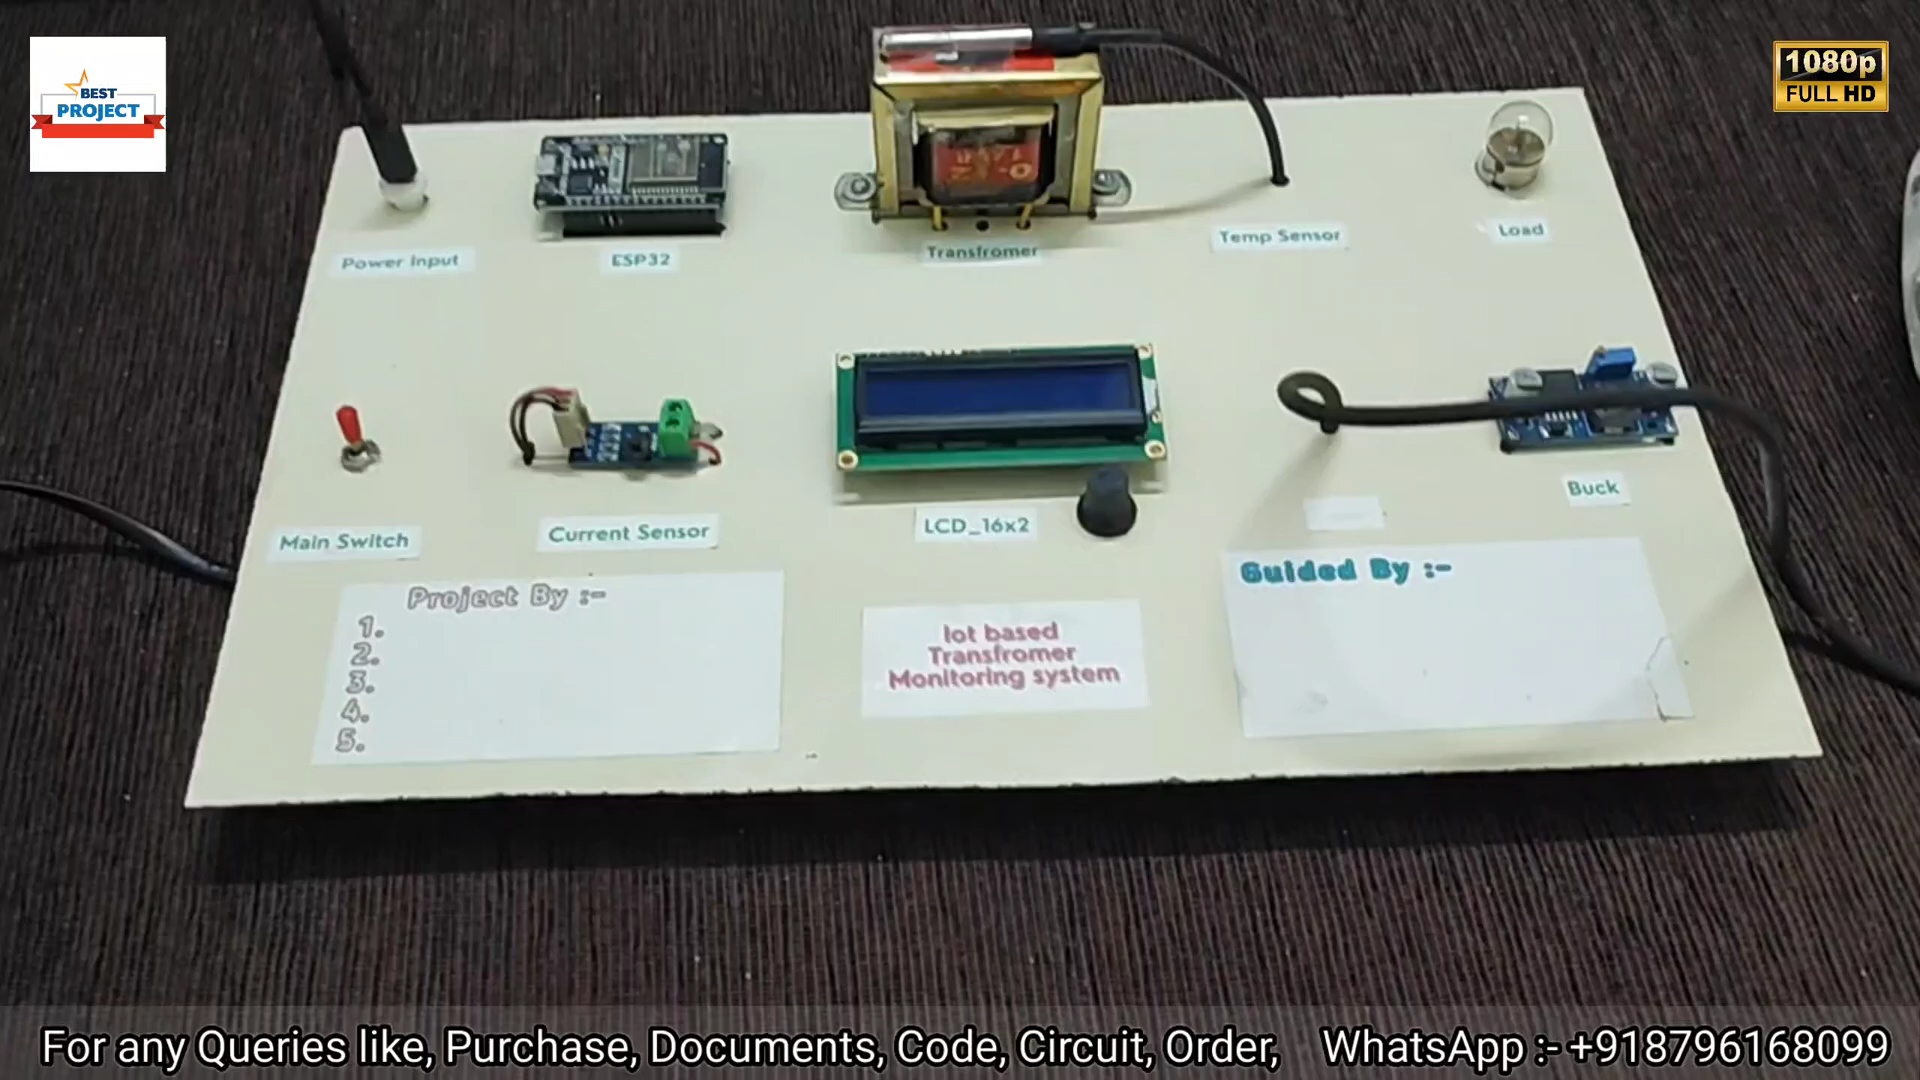 BEST
PROJECT
1080p
FULL HD
Power Input
ESP32
Transfromer
Temp Sensor
Load
Main Switch
Current Sensor
LCD_16x2
Buck
Project By :-
1.
2.
3.
4.
5.
Iot based
Transfromer
Monitoring system
Guided By :-
For any Queries like, Purchase, Documents, Code, Circuit, Order, WhatsApp :- +918796168099